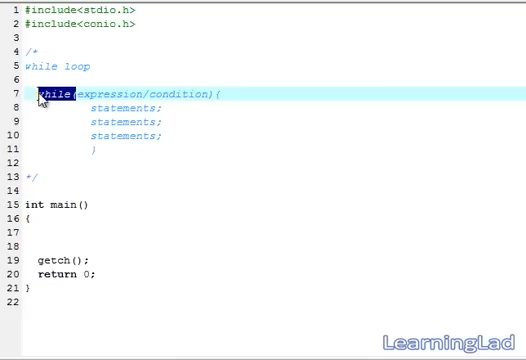 1 #include<stdio.h>
2 #include<conio.h>
3
4 /*
5 while loop
6
7 while(expression/condition){
8 statements;
9 statements;
10 statements;
11 }
12
13 */
14
15 int main()
16 {
17
18
19 getch();
20 return 0;
21 }
22
LearningLad